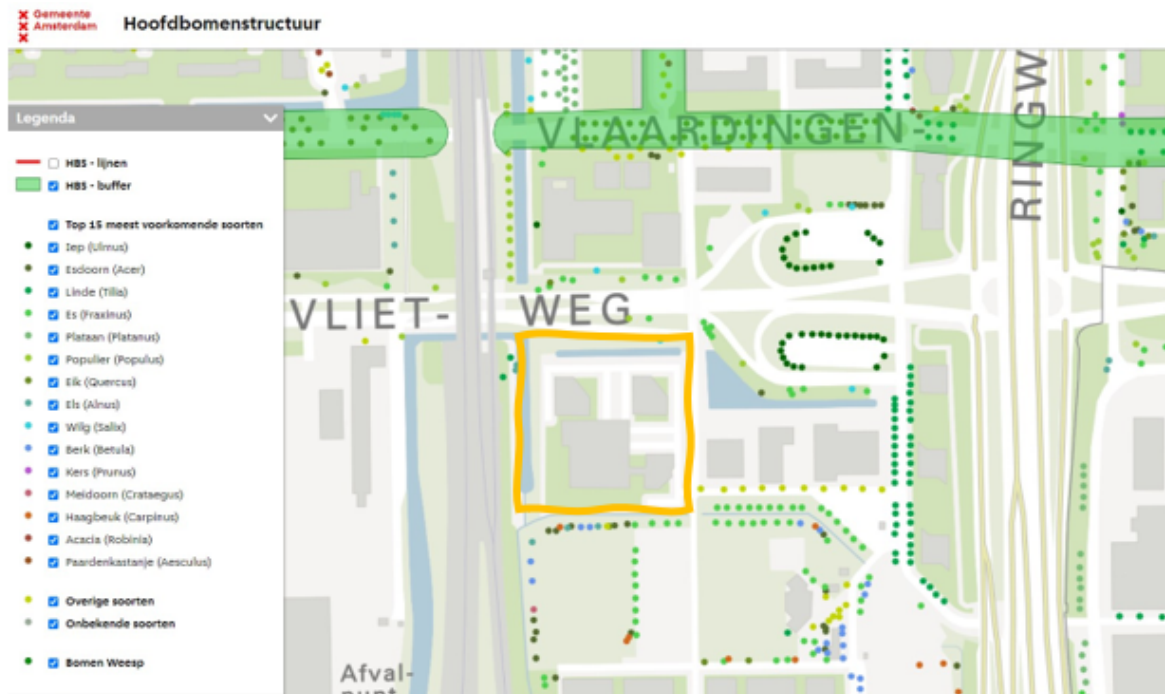 Gemeente
Amsterdam
Hoofdbomenstructuur
Legenda
HBS - lijnen
HBS - buffer
Top 15 meest voorkomende soorten
Iep (Ulmus)
Esdoorn (Acer)
Linde (Tilia)
Es (Fraxinus)
Plataan (Platanus)
Populier (Populus)
Eik (Quercus)
Els (Alnus)
Wilg (Salix)
Berk (Betula)
Kers (Prunus)
Meidoorn (Crataegus)
Haagbeuk (Carpinus)
Acacia (Robinia)
Paardenkastanje (Aesculus)
Overige soorten
Onbekende soorten
Bomen Weesp
VLAARDINGEN-
RINGW
VLIET- WEG
Afval-
punt